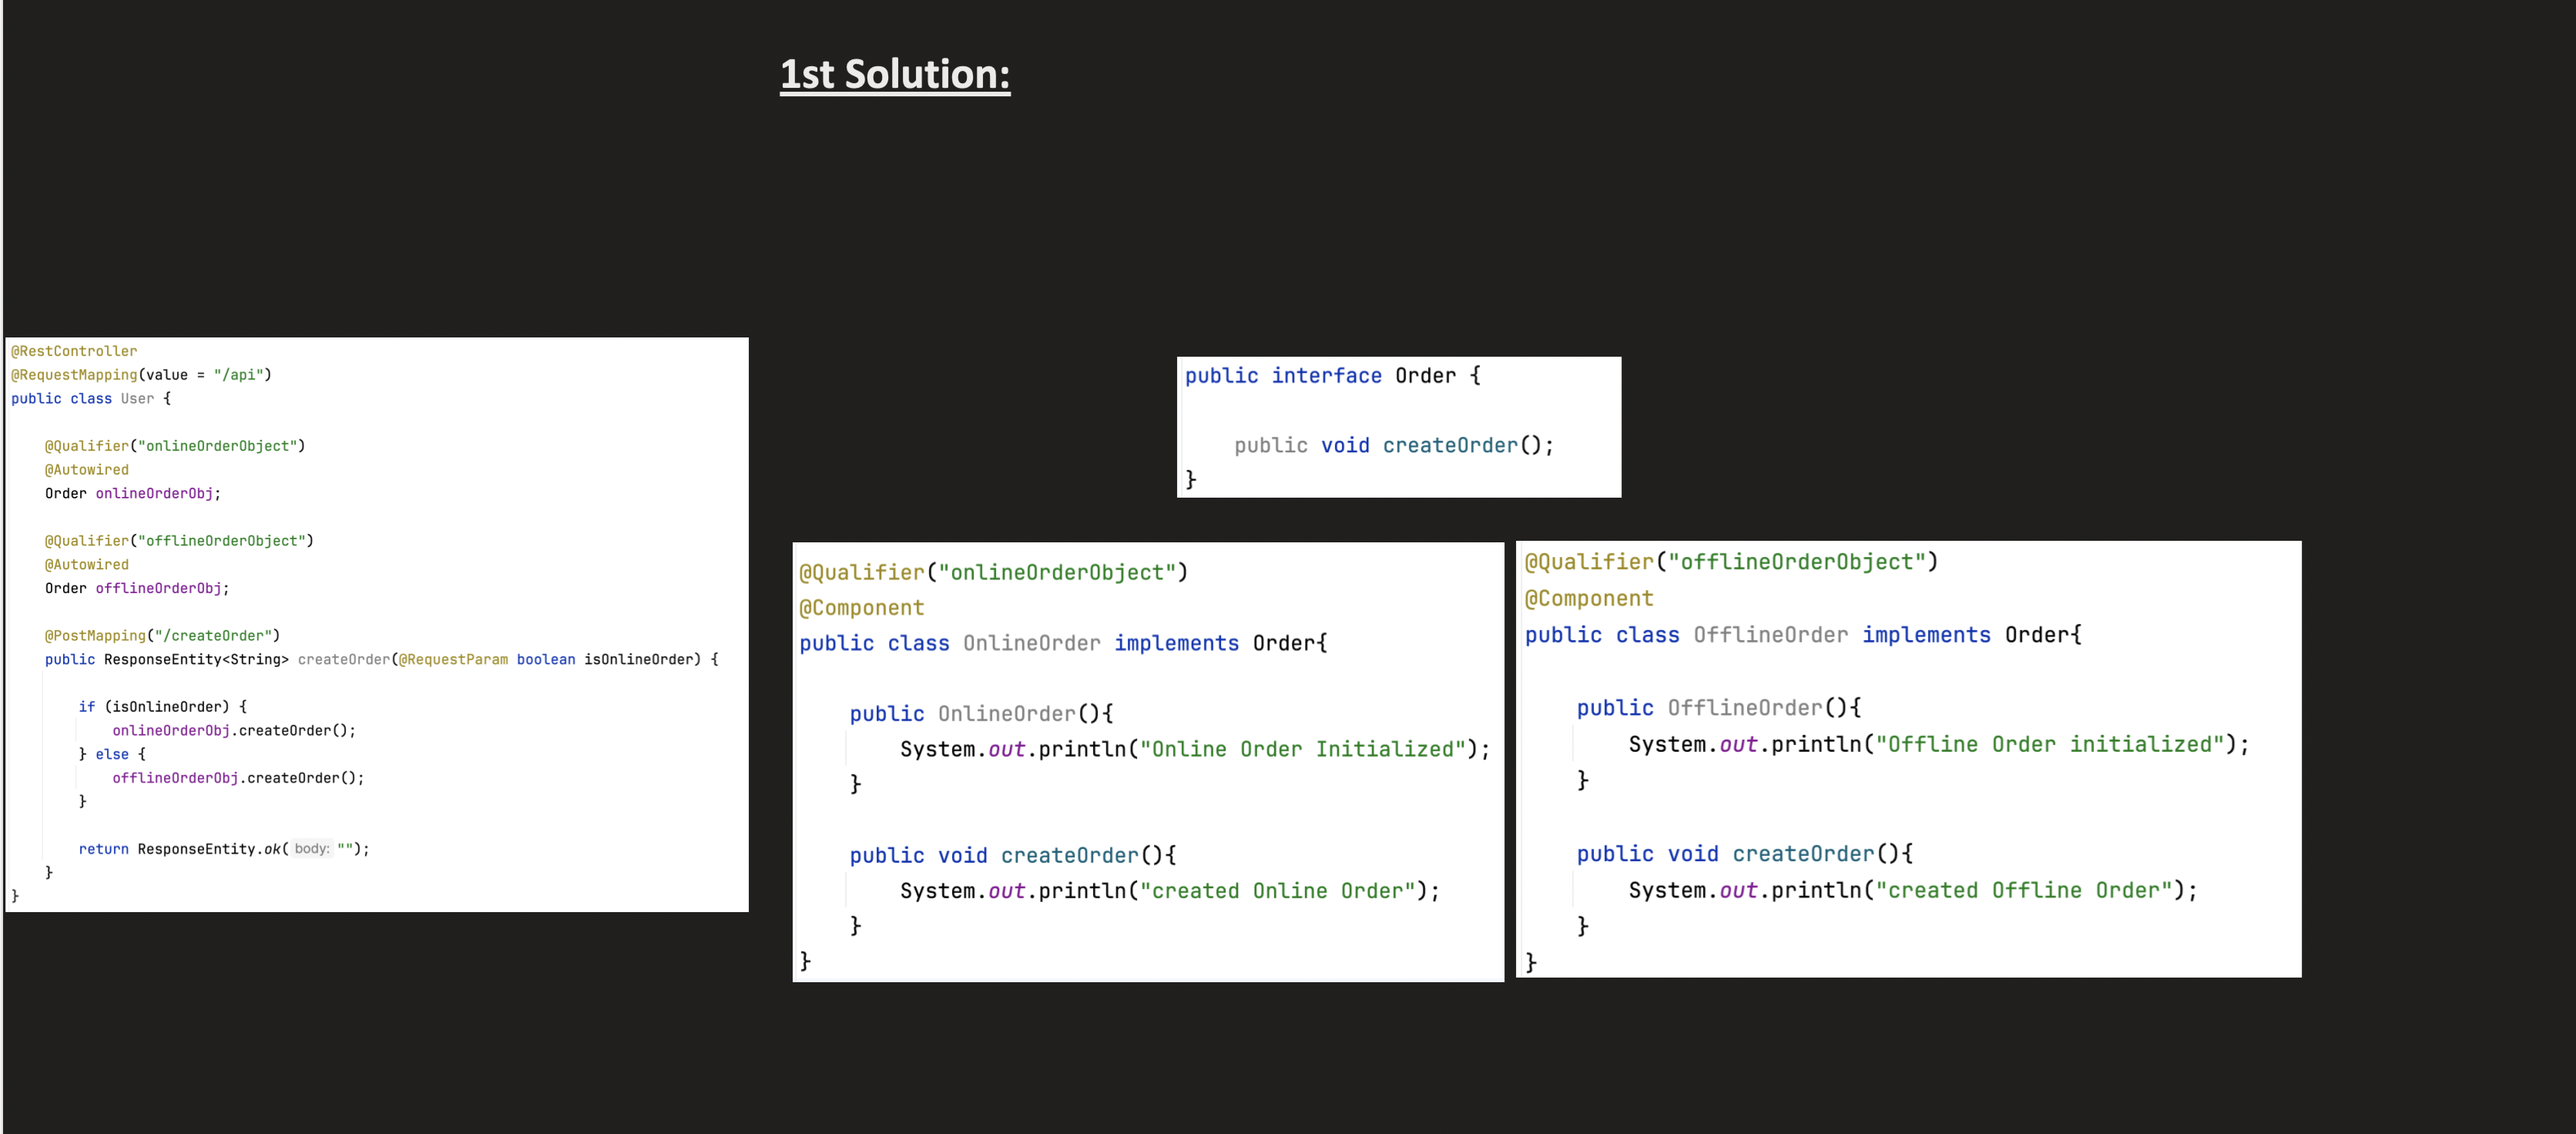 1st Solution:
@RestController
@RequestMapping(value = "/api")
public class User {
@Qualifier("onlineOrderObject")
@Autowired
Order onlineOrderObj;
@Qualifier("offlineOrderObject")
@Autowired
Order offlineOrderObj;
@PostMapping("/createOrder")
public ResponseEntity<String> createOrder(@RequestParam boolean isOnlineOrder) {
if (isOnlineOrder) {
onlineOrderObj.createOrder();
} else {
offlineOrderObj.createOrder();
}
return ResponseEntity.ok( body: "");
}
}
public interface Order {
public void createOrder();
}
@Qualifier("onlineOrderObject")
@Component
public class OnlineOrder implements Order{
public OnlineOrder(){
System.out.println("Online Order Initialized");
}
public void createOrder(){
System.out.println("created Online Order");
}
}
@Qualifier("offlineOrderObject")
@Component
public class OfflineOrder implements Order{
public OfflineOrder(){
System.out.println("Offline Order initialized");
}
public void createOrder(){
System.out.println("created Offline Order");
}
}